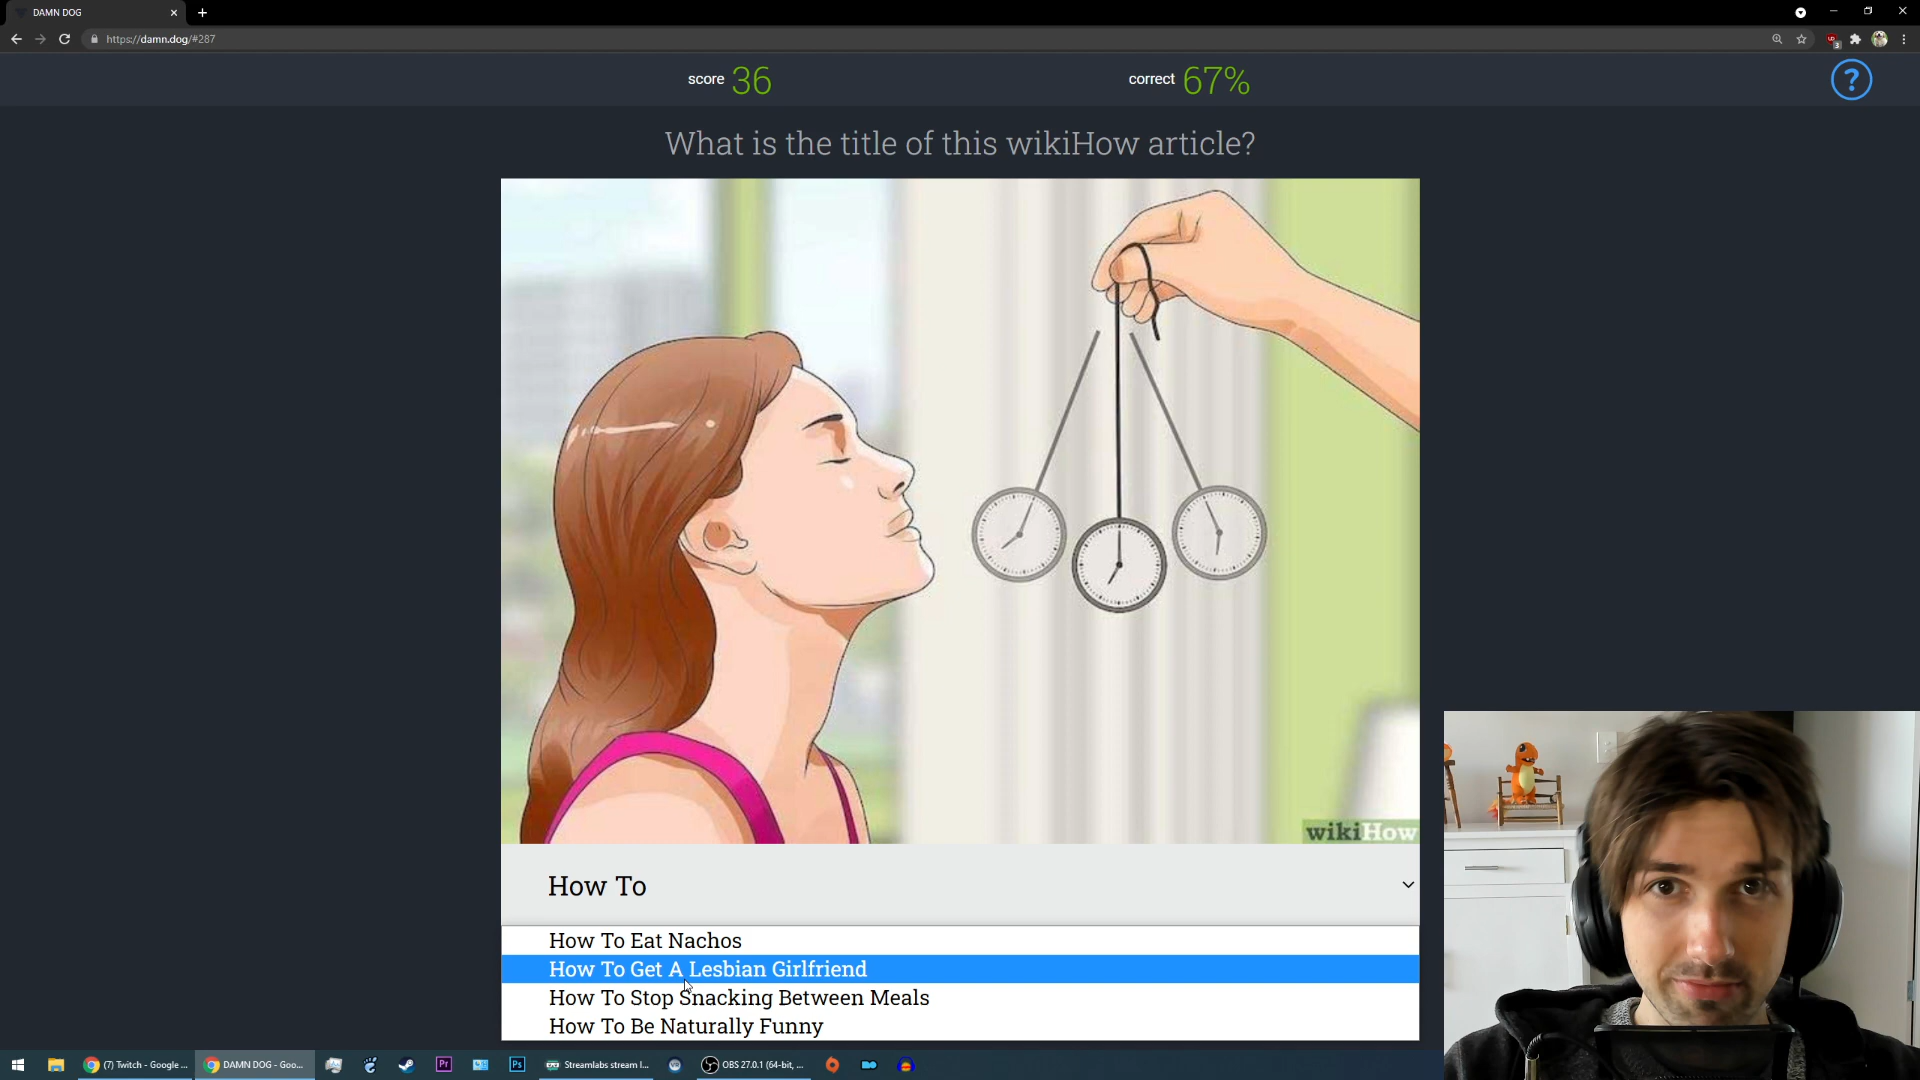 DAMN DOG
https://damn.dog/#287
score 36
correct 67%
?
What is the title of this wikiHow article?
wikiHow
How To
How To Eat Nachos
How To Get A Lesbian Girlfriend
How To Stop Snacking Between Meals
How To Be Naturally Funny
(7) Twitch - Google ...
DAMN DOG - Goo...
Pr
Ps
Streamlabs stream l...
OBS 27.0.1 (64-bit, ...